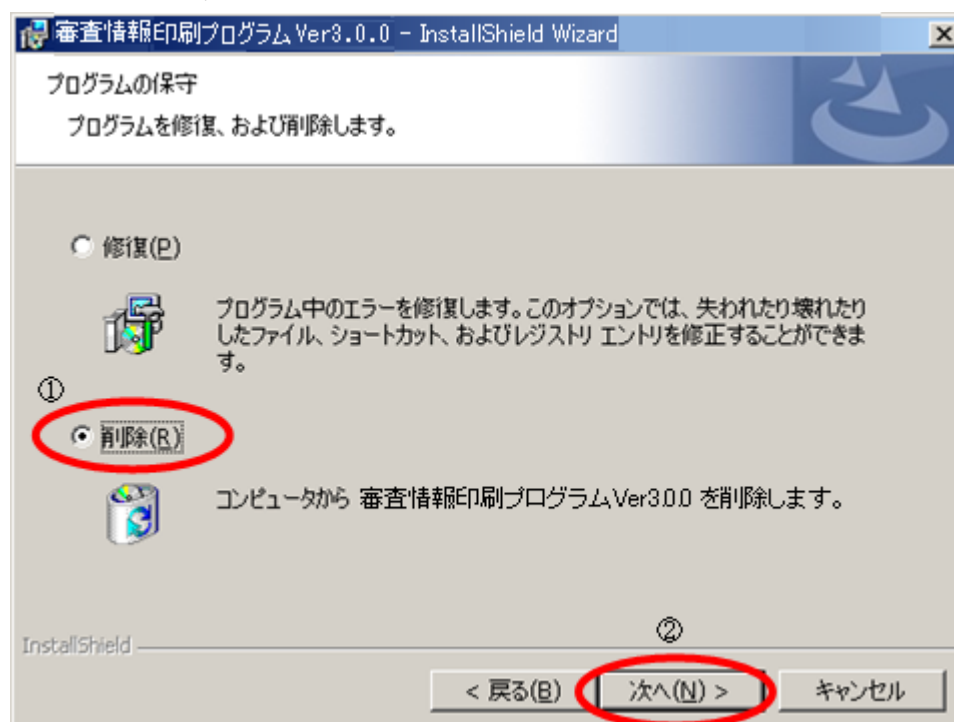 審査情報印刷プログラム Ver3.0.0 - InstallShield Wizard
プログラムの保守
プログラムを修復、および削除します。
修復(P)
プログラム中のエラーを修復します。このオプションでは、失われたり壊れたり
したファイル、ショートカット、およびレジストリ エントリを修正することができま
す。
①
削除(R)
コンピュータから 審査情報印刷プログラムVer3.0.0 を削除します。
②
InstallShield
< 戻る(B)
次へ(N) >
キャンセル